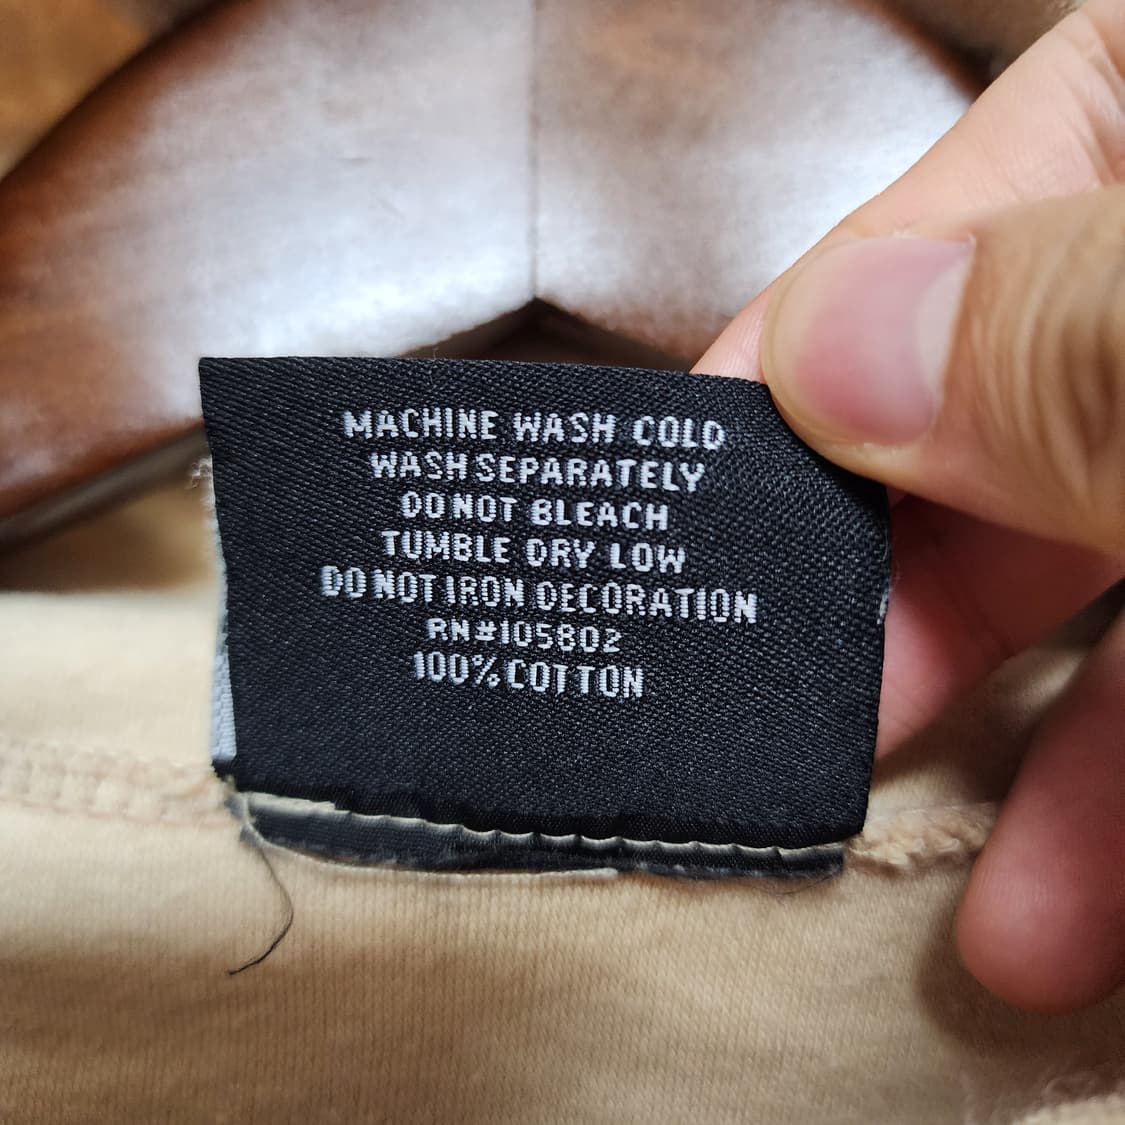 MACHINE WASH COLD
WASH SEPARATELY
DO NOT BLEACH
TUMBLE DRY LOW
DO NOT IRON DECORATION
RN#105802
100% COTTON